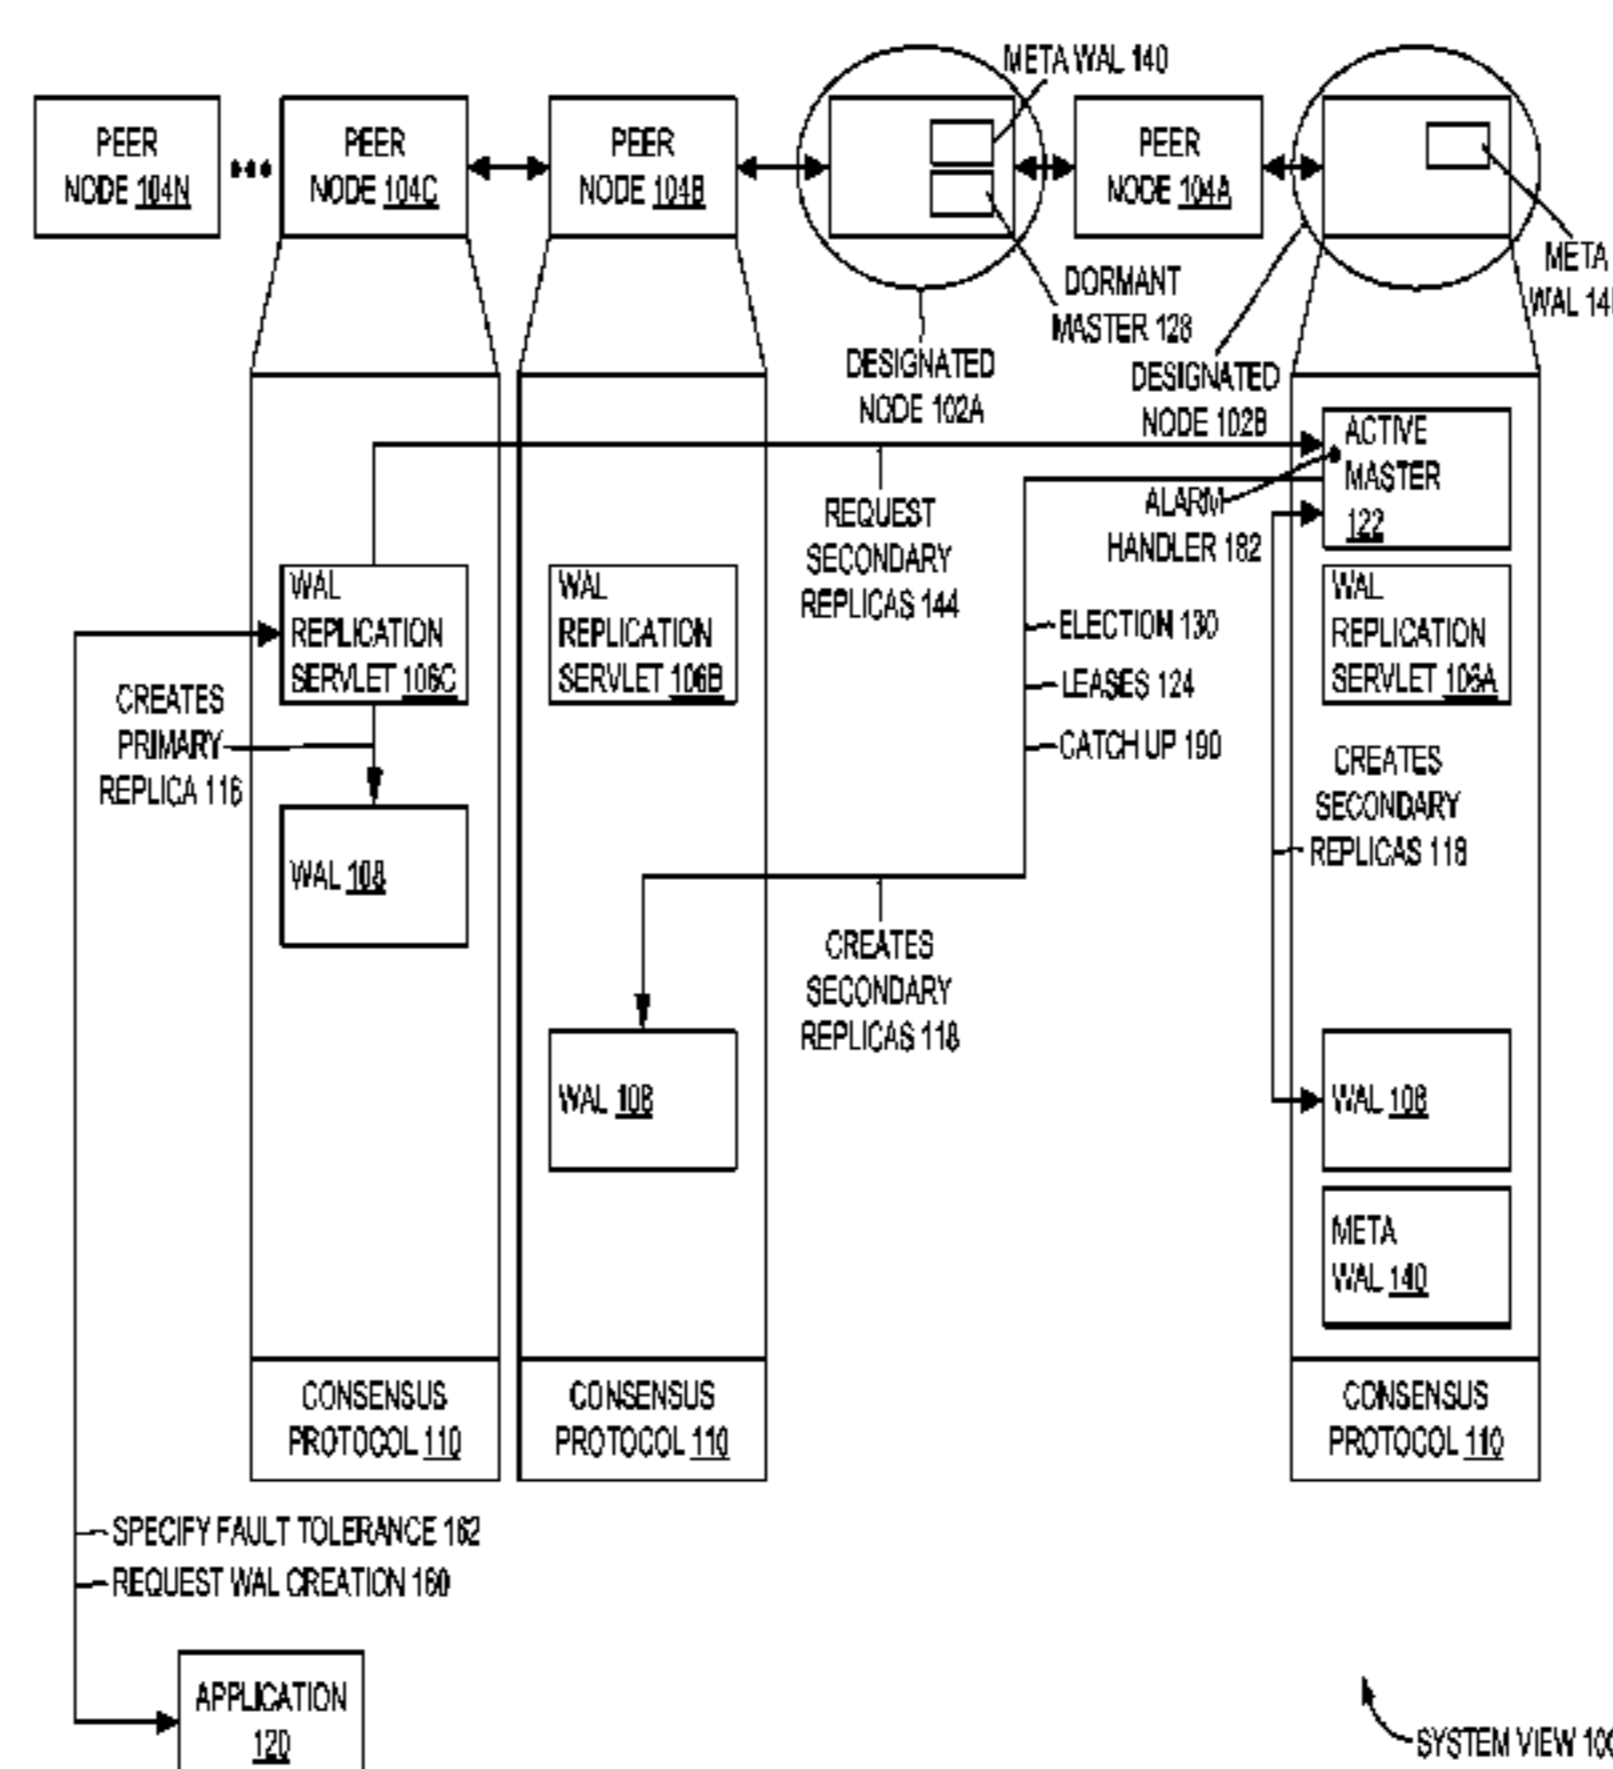 META WAL 140
PEER
NODE 104N
PEER
NODE 104C
PEER
NODE 104B
PEER
NODE 104A
META
WAL
DORMANT
MASTER 128
DESIGNATED
NODE 102A
DESIGNATED
NODE 102B
ACTIVE
MASTER
122
ALARM
HANDLER 182
REQUEST
SECONDARY
REPLICAS 144
WAL
REPLICATION
SERVLET 106C
WAL
REPLICATION
SERVLET 106B
WAL
REPLICATION
SERVLET 106A
ELECTION 130
LEASES 124
CATCH UP 190
CREATES
PRIMARY
REPLICA 116
CREATES
SECONDARY
REPLICAS 118
WAL 108
CREATES
SECONDARY
REPLICAS 118
WAL 108
WAL 108
META
WAL 140
CONSENSUS
PROTOCOL 110
CONSENSUS
PROTOCOL 110
CONSENSUS
PROTOCOL 110
SPECIFY FAULT TOLERANCE 162
REQUEST WAL CREATION 160
APPLICATION
120
SYSTEM VIEW 100